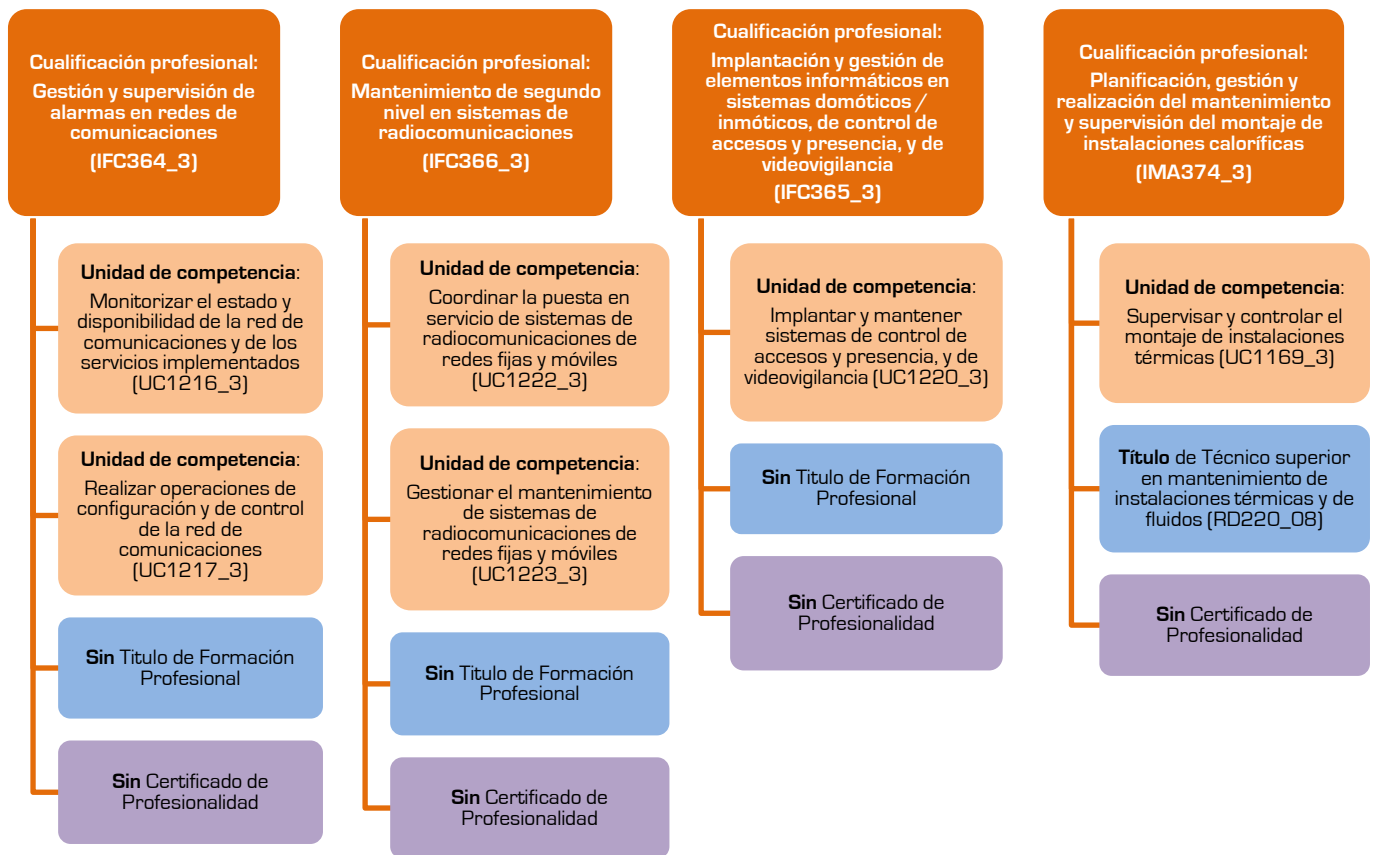 Cualificación profesional:
Gestión y supervisión de
alarmas en redes de
comunicaciones
(IFC364_3)
Unidad de competencia:
Monitorizar el estado y
disponibilidad de la red de
comunicaciones y de los
servicios implementados
(UC1216_3)
Unidad de competencia:
Realizar operaciones de
configuración y de control
de la red de
comunicaciones
(UC1217_3)
Sin Titulo de Formación
Profesional
Sin Certificado de
Profesionalidad
Cualificación profesional:
Mantenimiento de segundo
nivel en sistemas de
radiocomunicaciones
(IFC366_3)
Unidad de competencia:
Coordinar la puesta en
servicio de sistemas de
radiocomunicaciones de
redes fijas y móviles
(UC1222_3)
Unidad de competencia:
Gestionar el mantenimiento
de sistemas de
radiocomunicaciones de
redes fijas y móviles
(UC1223_3)
Sin Titulo de Formación
Profesional
Sin Certificado de
Profesionalidad
Cualificación profesional:
Implantación y gestión de
elementos informáticos en
sistemas domóticos /
inmóticos, de control de
accesos y presencia, y de
videovigilancia
(IFC365_3)
Unidad de competencia:
Implantar y mantener
sistemas de control de
accesos y presencia, y de
videovigilancia (UC1220_3)
Sin Titulo de Formación
Profesional
Sin Certificado de
Profesionalidad
Cualificación profesional:
Planificación, gestión y
realización del mantenimiento
y supervisión del montaje de
instalaciones caloríficas
(IMA374_3)
Unidad de competencia:
Supervisar y controlar el
montaje de instalaciones
térmicas (UC1169_3)
Título de Técnico superior
en mantenimiento de
instalaciones térmicas y de
fluidos (RD220_08)
Sin Certificado de
Profesionalidad